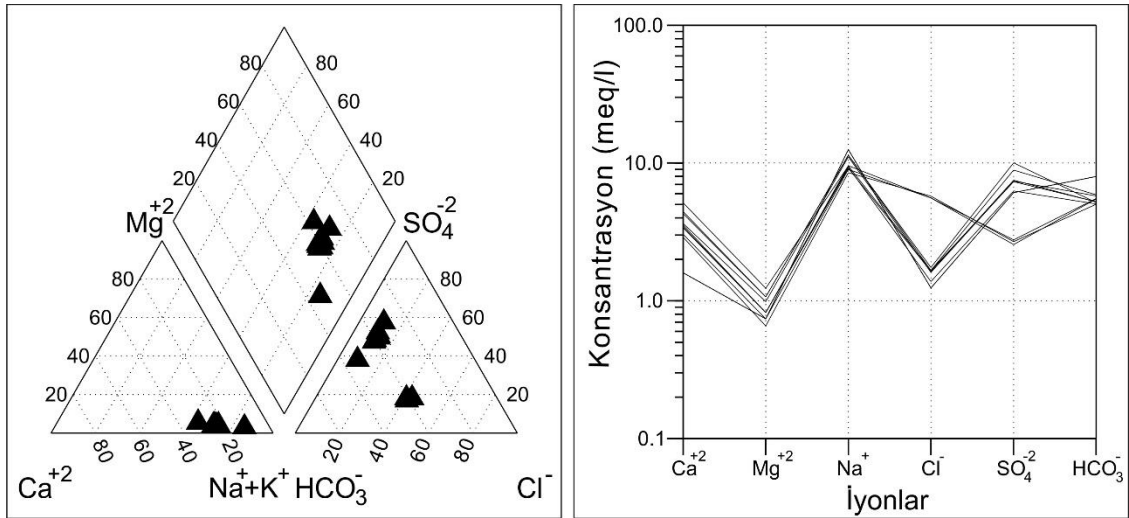 80 80
60 60
40 40
20 20
Mg+2 SO4-2
80 80
60 60
40 40
20 20
80 60 40 20 20 40 60 80
Ca+2 Na++K+ HCO3- Cl-
100.0
10.0
1.0
0.1
Konsantrasyon (meq/l)
Ca+2 Mg+2 Na+ Cl- SO4-2 HCO3-
İyonlar